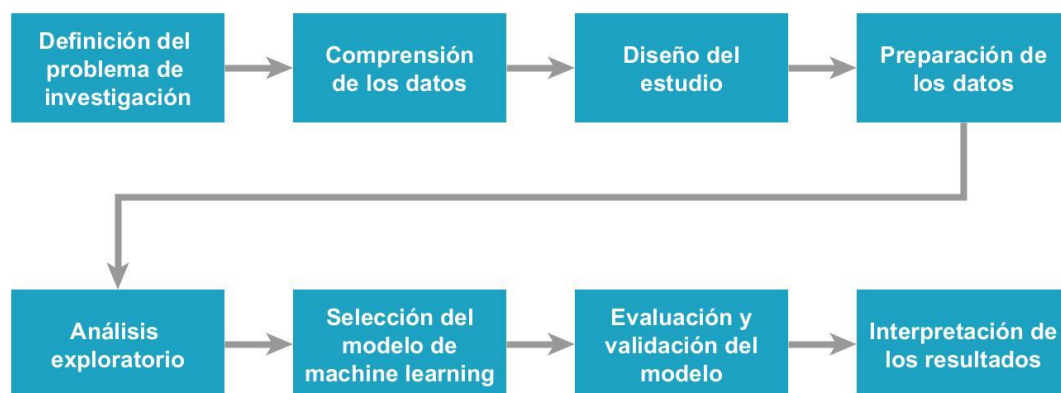 Definición del
problema de
investigación
Comprensión
de los datos
Diseño del
estudio
Preparación de
los datos
Análisis
exploratorio
Selección del
modelo de
machine learning
Evaluación y
validación del
modelo
Interpretación de
los resultados